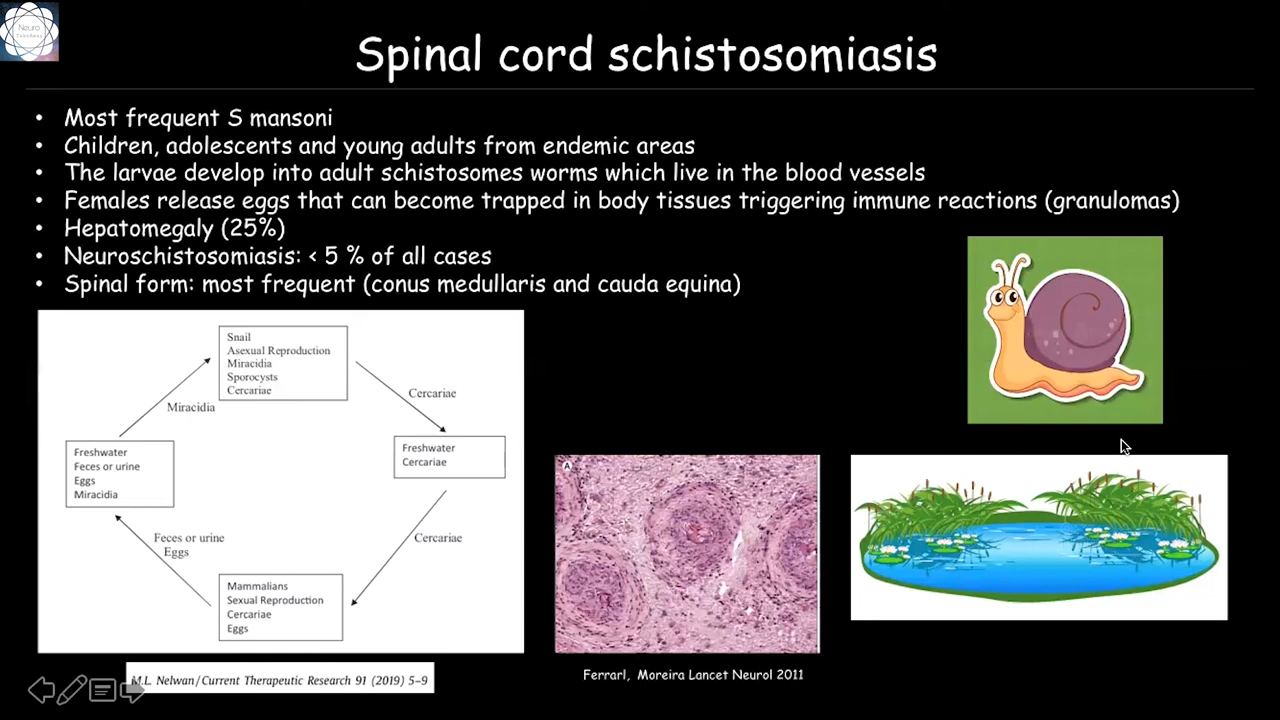 Neuro
Spinal cord schistosomiasis
• Most frequent S mansoni
• Children, adolescents and young adults from endemic areas
• The larvae develop into adult schistosomes worms which live in the blood vessels
• Females release eggs that can become trapped in body tissues triggering immune reactions (granulomas)
• Hepatomegaly (25%)
• Neuroschistosomiasis: < 5 % of all cases
• Spinal form: most frequent (conus medullaris and cauda equina)
Snail
Asexual Reproduction
Miracidia
Sporocysts
Cercariae
Cercariae
Miracidia
Freshwater
Cercariae
Freshwater
Feces or urine
Eggs
Miracidia
Cercariae
Feces or urine
Eggs
Mammalians
Sexual Reproduction
Cercariae
Eggs
A
M.L. Nelwan / Current Therapeutic Research 91 (2019) 5–9
Ferrarl, Moreira Lancet Neurol 2011